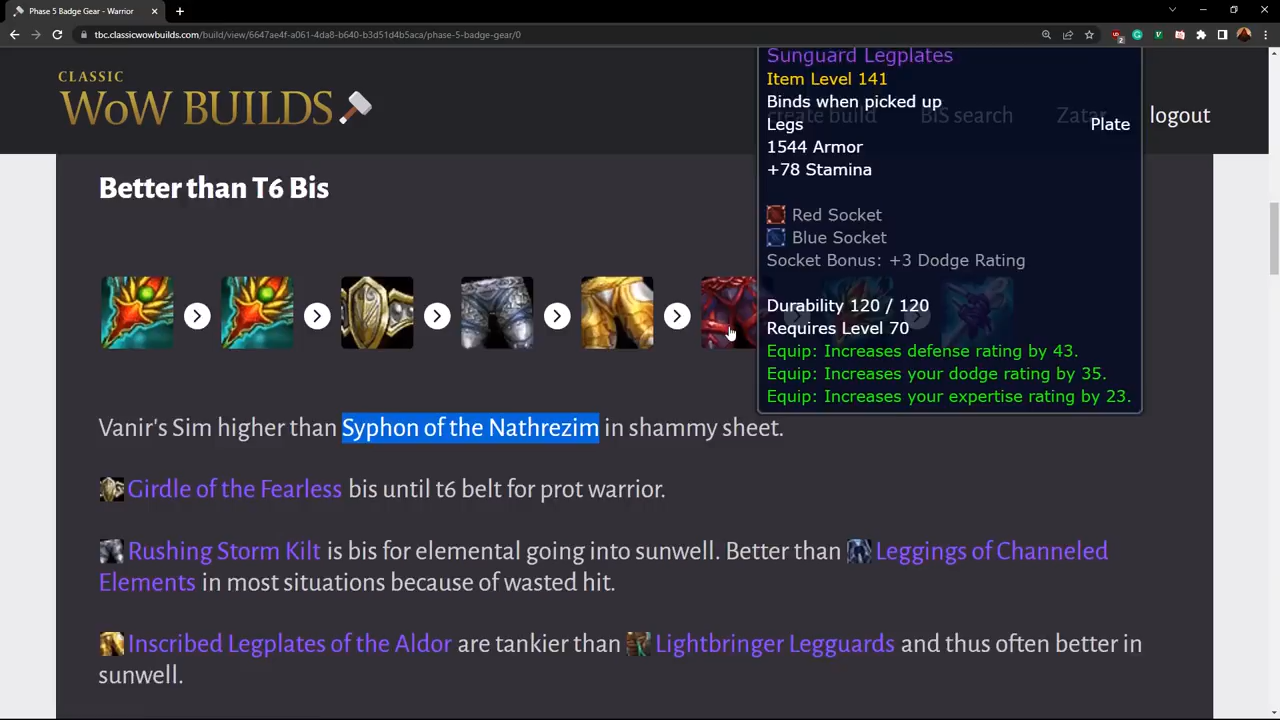 Phase 5 Badge Gear - Warrior
tbc.classicwowbuilds.com/build/view/6647ae4f-a061-4da8-b640-b3d51d4b5aca/phase-5-badge-gear/0
CLASSIC
WoW BUILDS
create build
BiS search
Zatar
logout
Better than T6 Bis
Sunguard Legplates
Item Level 141
Binds when picked up
Legs
Plate
1544 Armor
+78 Stamina
Red Socket
Blue Socket
Socket Bonus: +3 Dodge Rating
Durability 120 / 120
Requires Level 70
Equip: Increases defense rating by 43.
Equip: Increases your dodge rating by 35.
Equip: Increases your expertise rating by 23.
Vanir's Sim higher than Syphon of the Nathrezim in shammy sheet.
Girdle of the Fearless bis until t6 belt for prot warrior.
Rushing Storm Kilt is bis for elemental going into sunwell. Better than Leggings of Channeled
Elements in most situations because of wasted hit.
Inscribed Legplates of the Aldor are tankier than Lightbringer Legguards and thus often better in
sunwell.